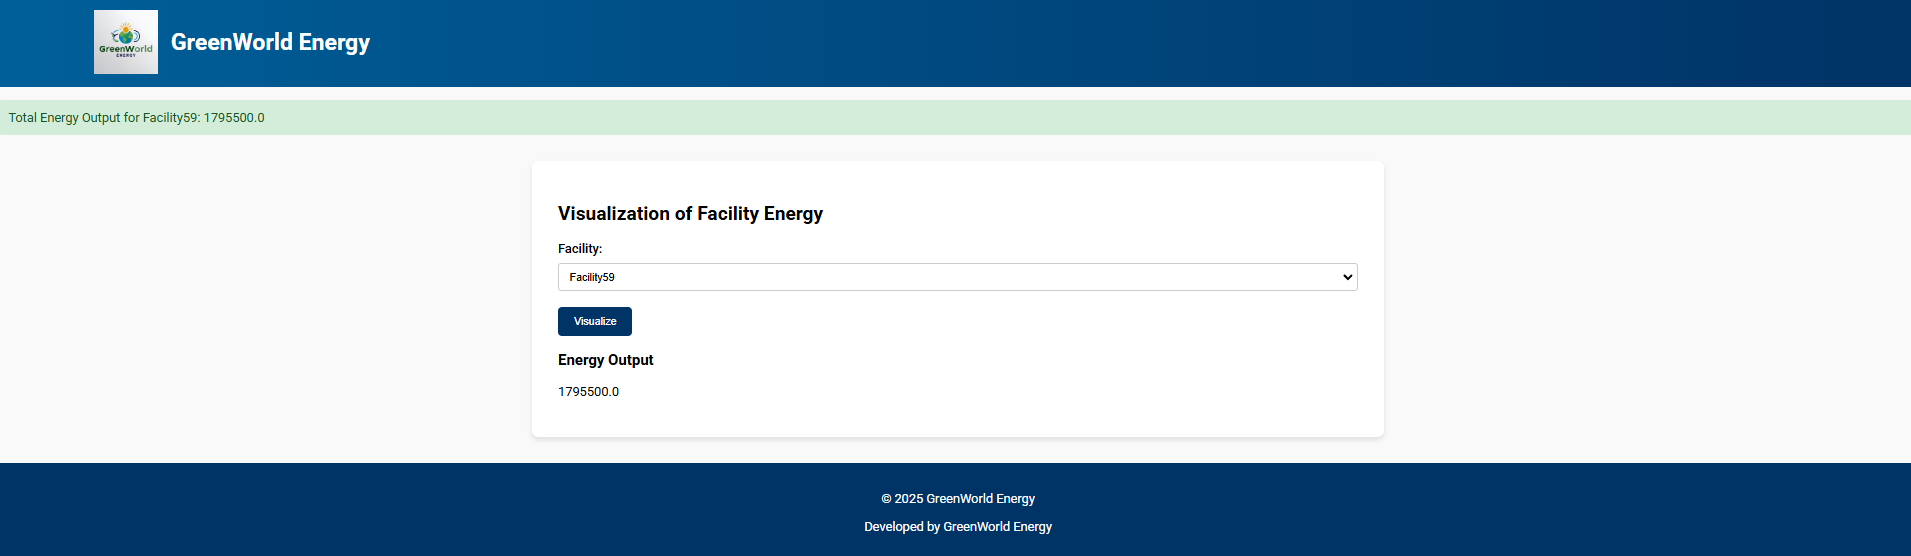 GreenWorld
ENERGY
GreenWorld Energy
Total Energy Output for Facility59: 1795500.0
Visualization of Facility Energy
Facility:
Facility59
Visualize
Energy Output
1795500.0
© 2025 GreenWorld Energy
Developed by GreenWorld Energy